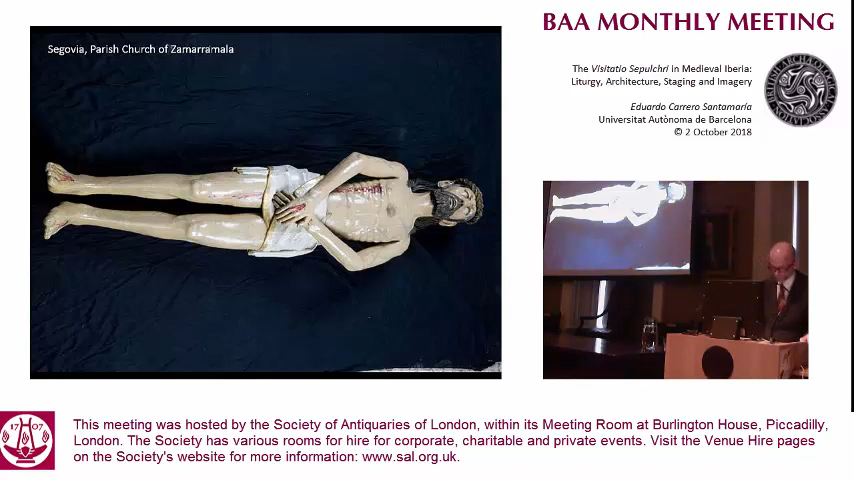 BAA MONTHLY MEETING
Segovia, Parish Church of Zamarramala
The Visitatio Sepulchri in Medieval Iberia:
Liturgy, Architecture, Staging and Imagery
Eduardo Carrero Santamaría
Universitat Autònoma de Barcelona
© 2 October 2018
BRITISH ARCHAEOLOGICAL ASSOCIATION
17 07
This meeting was hosted by the Society of Antiquaries of London, within its Meeting Room at Burlington House, Piccadilly,
London. The Society has various rooms for hire for corporate, charitable and private events. Visit the Venue Hire pages
on the Society's website for more information: www.sal.org.uk.